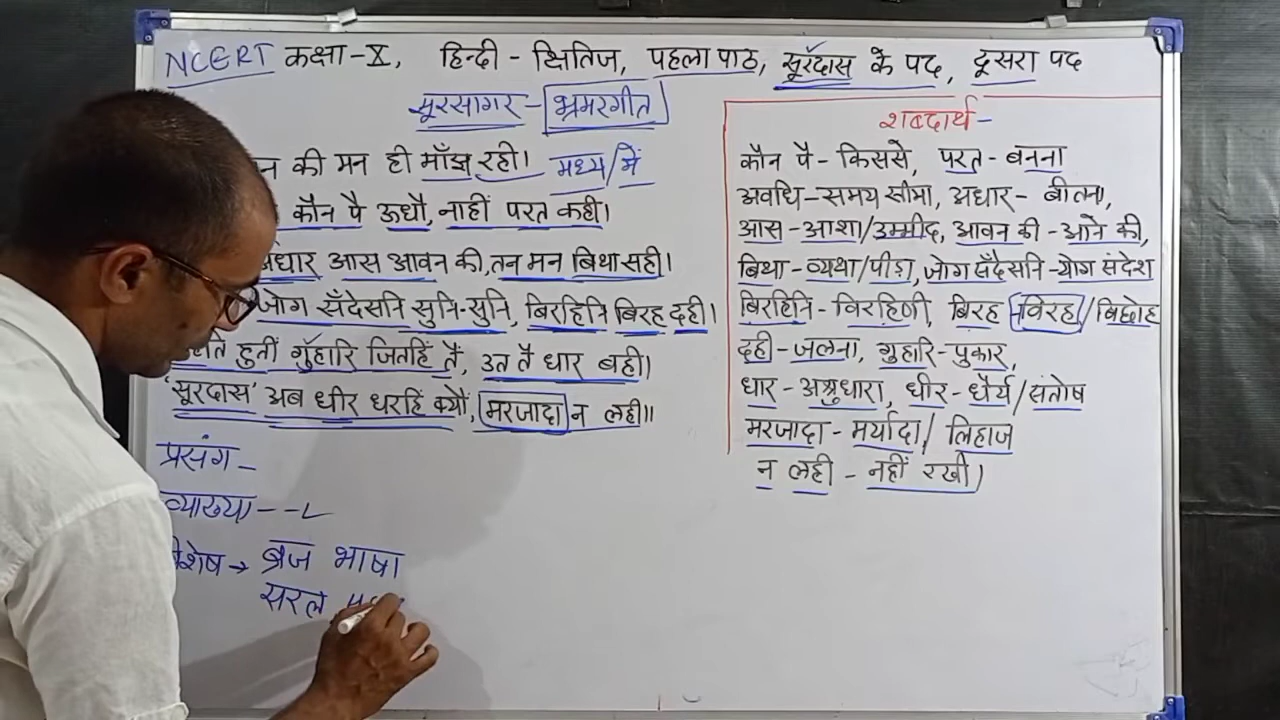 NCERT कक्षा-X, हिन्दी - क्षितिज, पहला पाठ, सूरदास के पद, दूसरा पद
सूरसागर - भ्रमरगीत
की मन ही माँझ रही। मध्य/में
कौन पै ऊधौ, नाहीं परत कही।
आस आवन की, तन मन बिथा सही।
जोग सँदेसनि सुनि-सुनि, बिरहिनि बिरह दही।
हुतीं गुँहारि जितहिं तैं, उत तैं धार बही।
'सूरदास' अब धीर धरहिं क्यौं, मरजादा न लही॥
प्रसंग -
व्याख्या - -
ब्रज भाषा
सरल
शबदार्थ -
कौन पै - किससे, परत - बनना
अवधि - समय सीमा, अधार - बीतना,
आस - आशा/उम्मीद, आवन की - आने की,
बिथा - व्यथा/पीड़ा, जोग सँदेसनि - योग संदेश
बिरहिनि - विरहिणी, बिरह - विरह/बिछोह
दही - जलना, गुहारि - पुकार,
धार - अश्रुधारा, धीर - धैर्य/संतोष
मरजादा - मर्यादा/लिहाज
न लही - नहीं रखी।